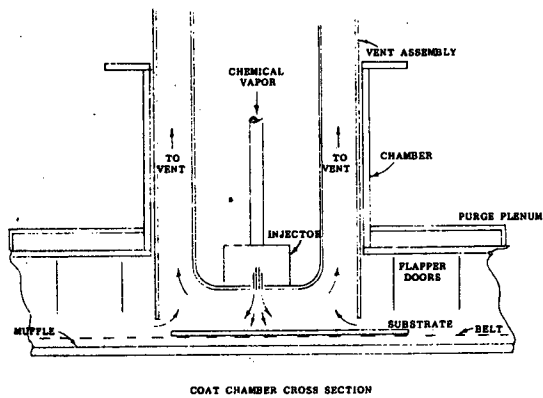 VENT ASSEMBLY
CHEMICAL
VAPOR
TO
VENT
TO
VENT
CHAMBER
PURGE PLENUM
INJECTOR
FLAPPER
DOORS
SUBSTRATE
BELT
MUFFLE
COAT CHAMBER CROSS SECTION